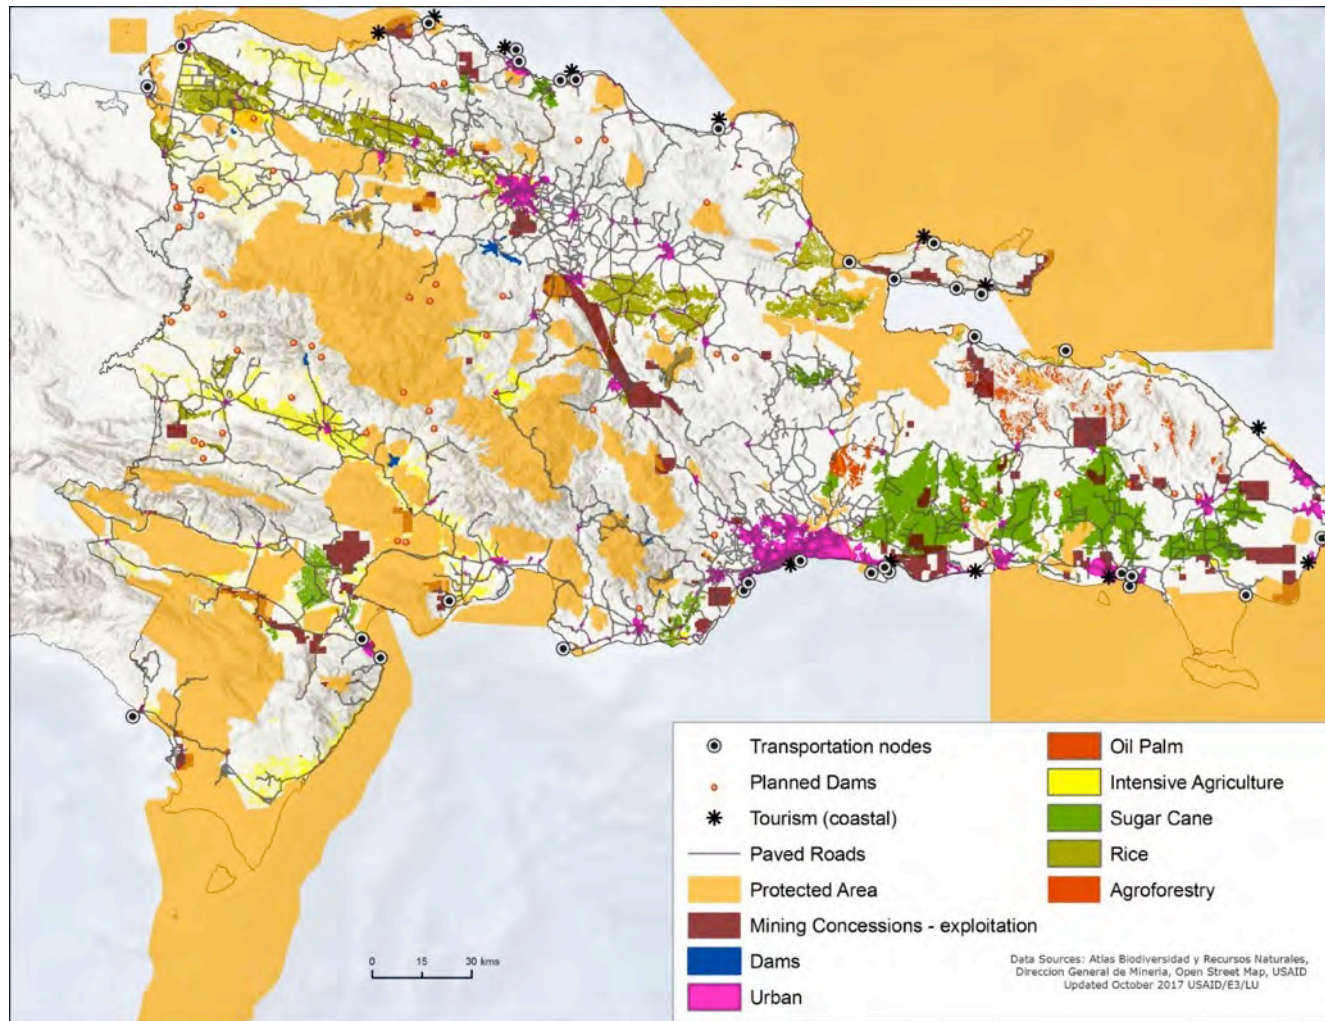 Transportation nodes
Planned Dams
Tourism (coastal)
Paved Roads
Protected Area
Mining Concessions - exploitation
Dams
Urban
Oil Palm
Intensive Agriculture
Sugar Cane
Rice
Agroforestry
0 15 30 kms
Data Sources: Atlas Biodiversidad y Recursos Naturales,
Direccion General de Mineria, Open Street Map, USAID
Updated October 2017 USAID/E3/LU